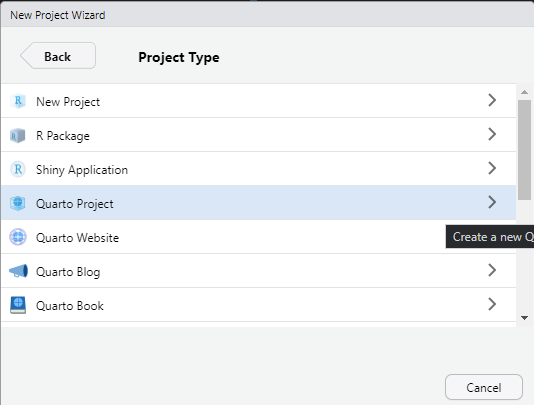 New Project Wizard
Back
Project Type
New Project
R Package
Shiny Application
Quarto Project
Quarto Website
Create a new Q
Quarto Blog
Quarto Book
Cancel